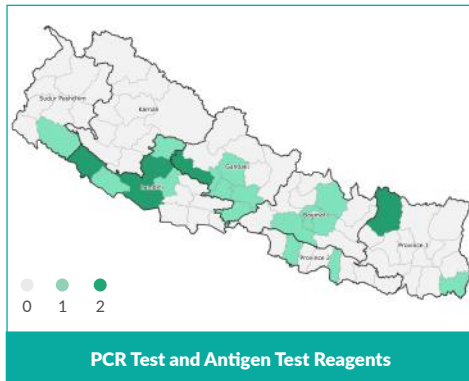 Sudur Pashchim
Karnali
Gandaki
Lumbini
Bagmati
Province 1
Province 2
0 1 2
PCR Test and Antigen Test Reagents